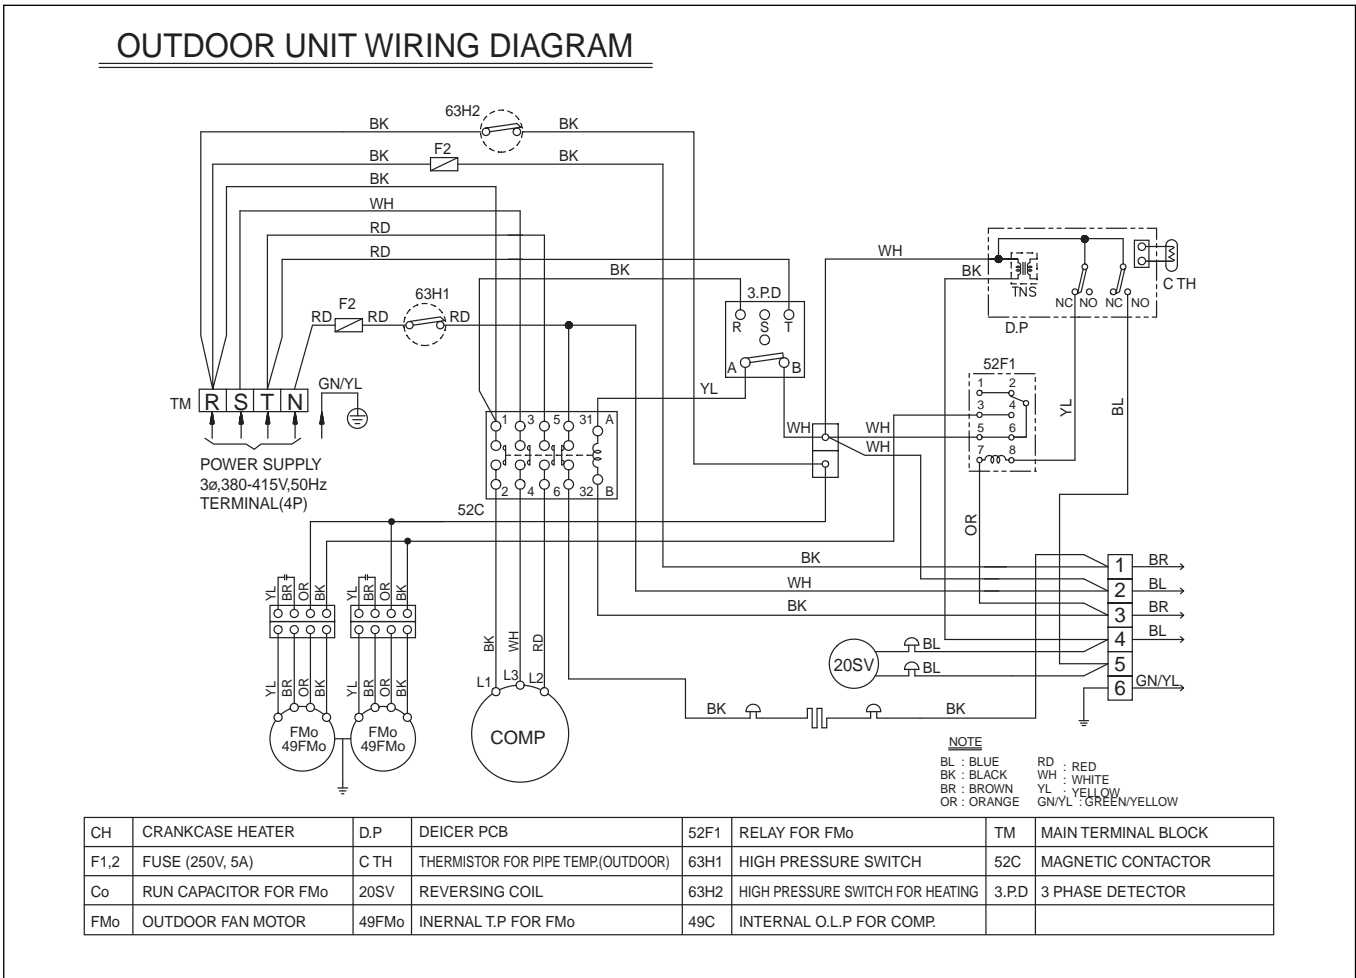 OUTDOOR UNIT WIRING DIAGRAM
63H2
BK BK
F2
BK BK
BK
WH
RD
RD
BK
WH
BK
TNS
NC NO NC NO
C TH
D.P
3.P.D
R S T
A B
F2 63H1
RD RD RD
GN/YL
TM R S T N
YL
52F1
1 2
3 4
5 6
7 8
YL
BL
1 3 5 31 A
WH WH
WH
POWER SUPPLY
3ø,380-415V,50Hz
TERMINAL(4P)
2 4 6 32 B
52C
OR
BK
WH
BK
1 BR
2 BL
3 BR
4 BL
5
6 GN/YL
YL BR OR BK YL BR OR BK
YL BR OR BK YL BR OR BK
BK WH RD
L1 L3 L2
20SV
BL
BL
FMo
49FMo
FMo
49FMo
COMP
BK BK
NOTE
BL : BLUE
BK : BLACK
BR : BROWN
OR : ORANGE
RD : RED
WH : WHITE
YL : YELLOW
GN/YL : GREEN/YELLOW
CH CRANKCASE HEATER D.P DEICER PCB 52F1 RELAY FOR FMo TM MAIN TERMINAL BLOCK
F1,2 FUSE (250V, 5A) C TH THERMISTOR FOR PIPE TEMP.(OUTDOOR) 63H1 HIGH PRESSURE SWITCH 52C MAGNETIC CONTACTOR
Co RUN CAPACITOR FOR FMo 20SV REVERSING COIL 63H2 HIGH PRESSURE SWITCH FOR HEATING 3.P.D 3 PHASE DETECTOR
FMo OUTDOOR FAN MOTOR 49FMo INERNAL T.P FOR FMo 49C INTERNAL O.L.P FOR COMP.